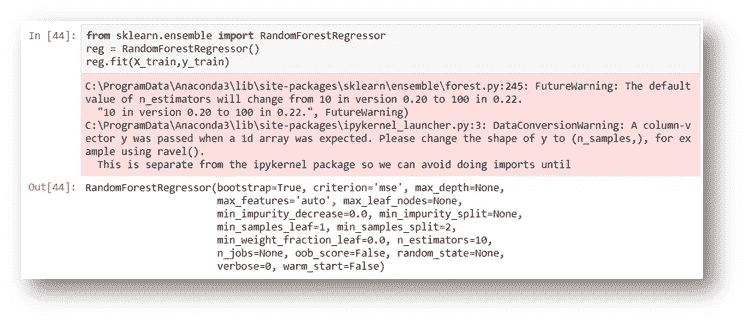 In [44]: from sklearn.ensemble import RandomForestRegressor
reg = RandomForestRegressor()
reg.fit(X_train,y_train)
C:\ProgramData\Anaconda3\lib\site-packages\sklearn\ensemble\forest.py:245: FutureWarning: The default
value of n_estimators will change from 10 in version 0.20 to 100 in 0.22.
"10 in version 0.20 to 100 in 0.22.", FutureWarning)
C:\ProgramData\Anaconda3\lib\site-packages\ipykernel_launcher.py:3: DataConversionWarning: A column-v
ector y was passed when a 1d array was expected. Please change the shape of y to (n_samples,), for ex
ample using ravel().
This is separate from the ipykernel package so we can avoid doing imports until
Out[44]: RandomForestRegressor(bootstrap=True, criterion='mse', max_depth=None,
max_features='auto', max_leaf_nodes=None,
min_impurity_decrease=0.0, min_impurity_split=None,
min_samples_leaf=1, min_samples_split=2,
min_weight_fraction_leaf=0.0, n_estimators=10,
n_jobs=None, oob_score=False, random_state=None,
verbose=0, warm_start=False)